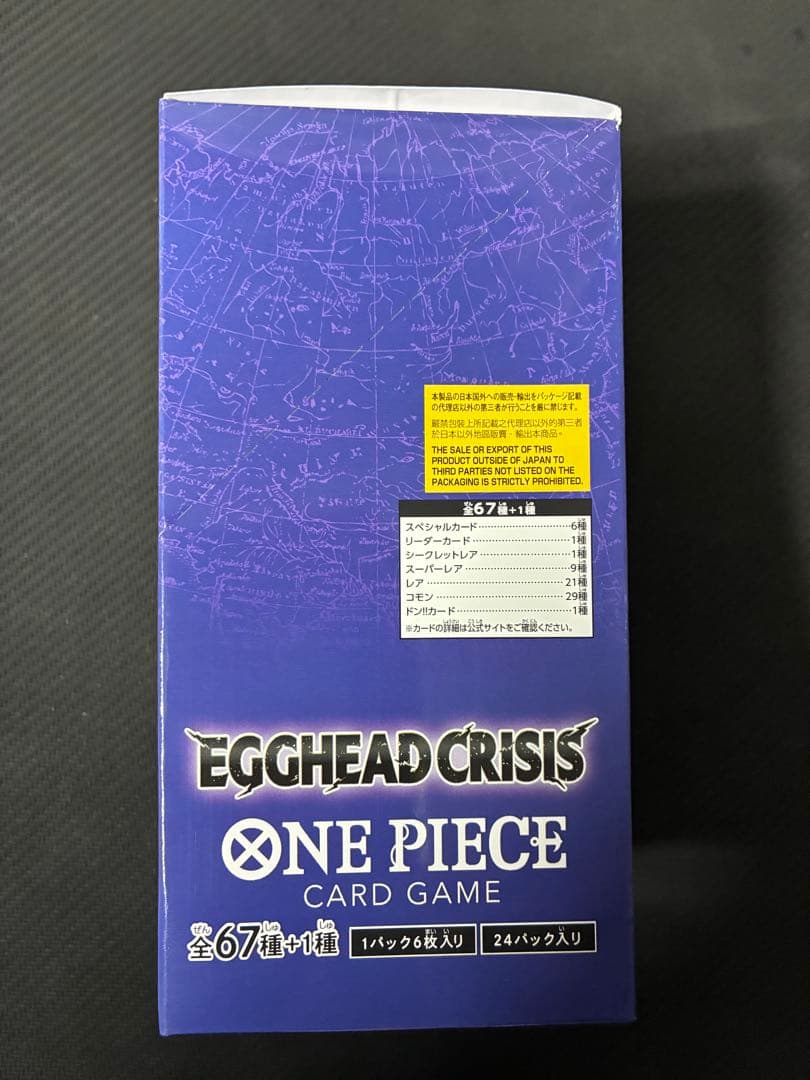 本製品の日本国外への販売・輸出をパッケージ記載
の代理店以外の第三者が行うことを厳に禁じます。
嚴禁包裝上所記載之代理店以外的第三者
於日本以外地區販賣、輸出本商品。
THE SALE OR EXPORT OF THIS
PRODUCT OUTSIDE OF JAPAN TO
THIRD PARTIES NOT LISTED ON THE
PACKAGING IS STRICTLY PROHIBITED.
全67種+1種
スペシャルカード…………………………6種
リーダーカード……………………………1種
シークレットレア…………………………1種
スーパーレア………………………………9種
レア…………………………………………21種
コモン………………………………………29種
ドン!!カード………………………………1種
※カードの詳細は公式サイトをご確認ください。
EGGHEAD CRISIS
ONE PIECE
CARD GAME
全67種+1種 1パック6枚入り 24パック入り